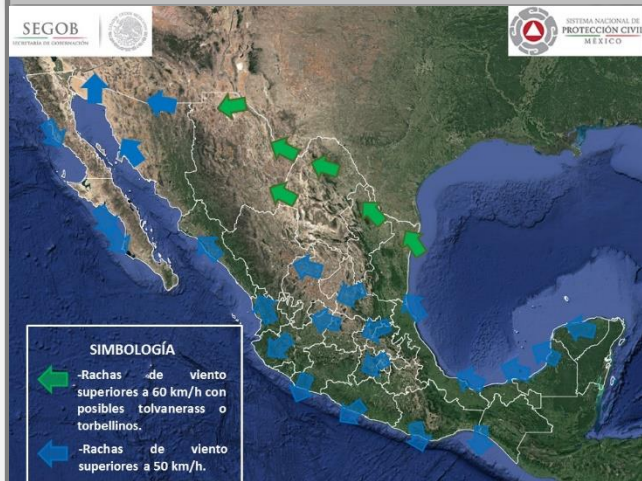 SEGOB
SECRETARÍA DE GOBERNACIÓN
SISTEMA NACIONAL DE
PROTECCIÓN CIVIL
MÉXICO
SIMBOLOGÍA
-Rachas de viento
superiores a 60 km/h con
posibles tolvanerass o
torbellinos.
-Rachas de viento
superiores a 50 km/h.